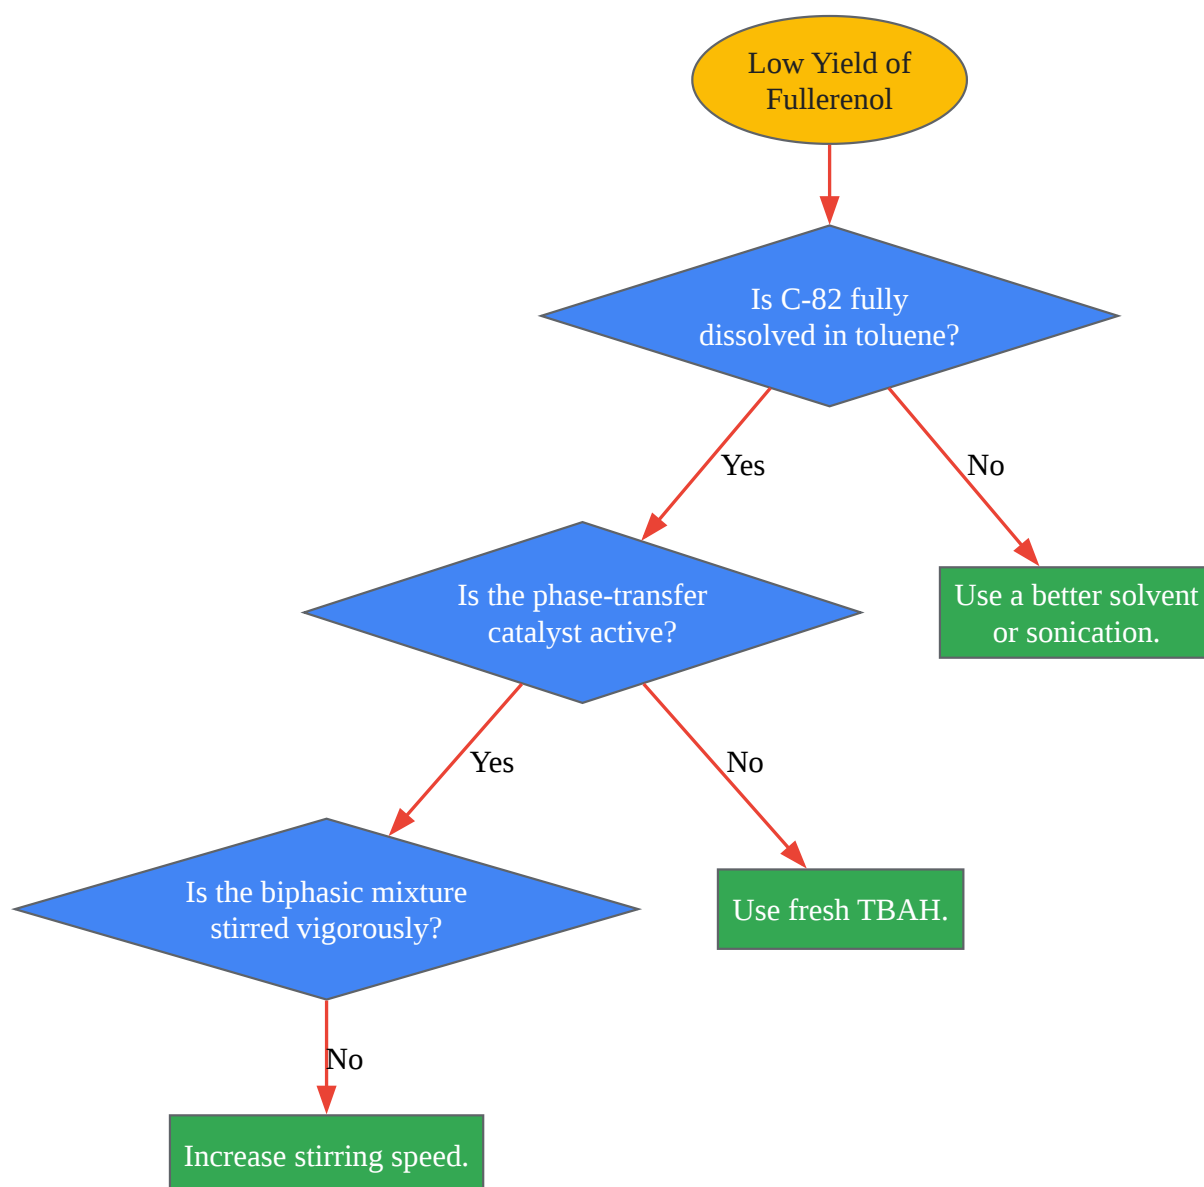 Low Yield of
Fullerenol
Is C-82 fully
dissolved in toluene?
Yes
No
Is the phase-transfer
catalyst active?
Use a better solvent
or sonication.
Yes
No
Is the biphasic mixture
stirred vigorously?
Use fresh TBAH.
No
Increase stirring speed.